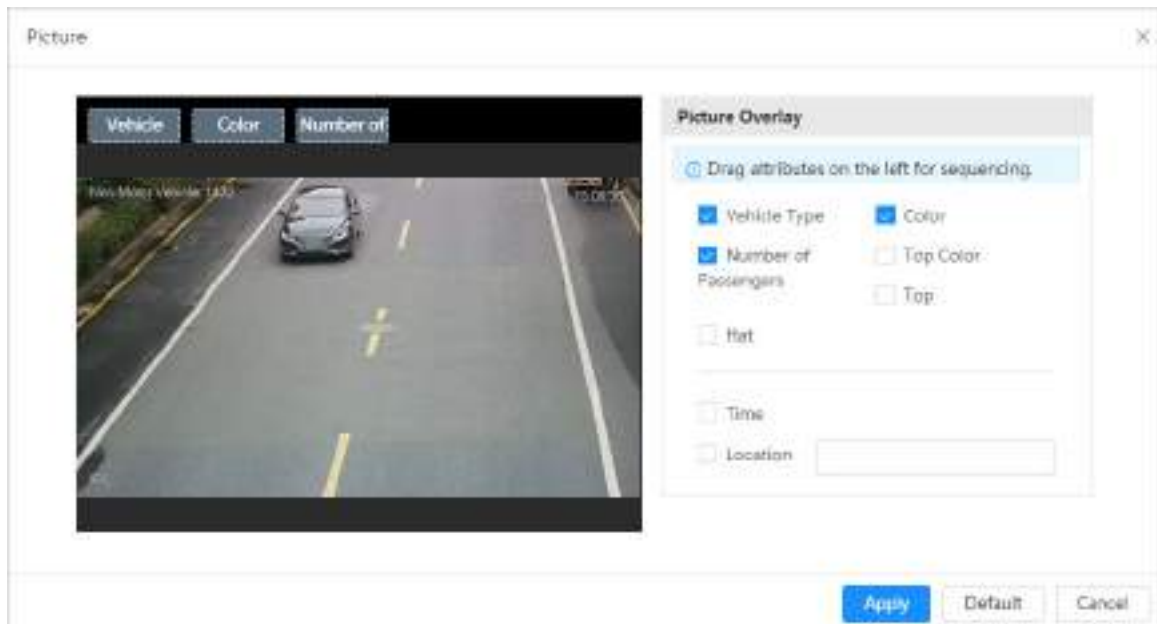 Picture
Vehicle Color Number of
Picture Overlay
Drag attributes on the left for sequencing.
Vehicle Type Color
Number of Passengers Top Color
Top
Hat
Time
Location
Apply Default Cancel